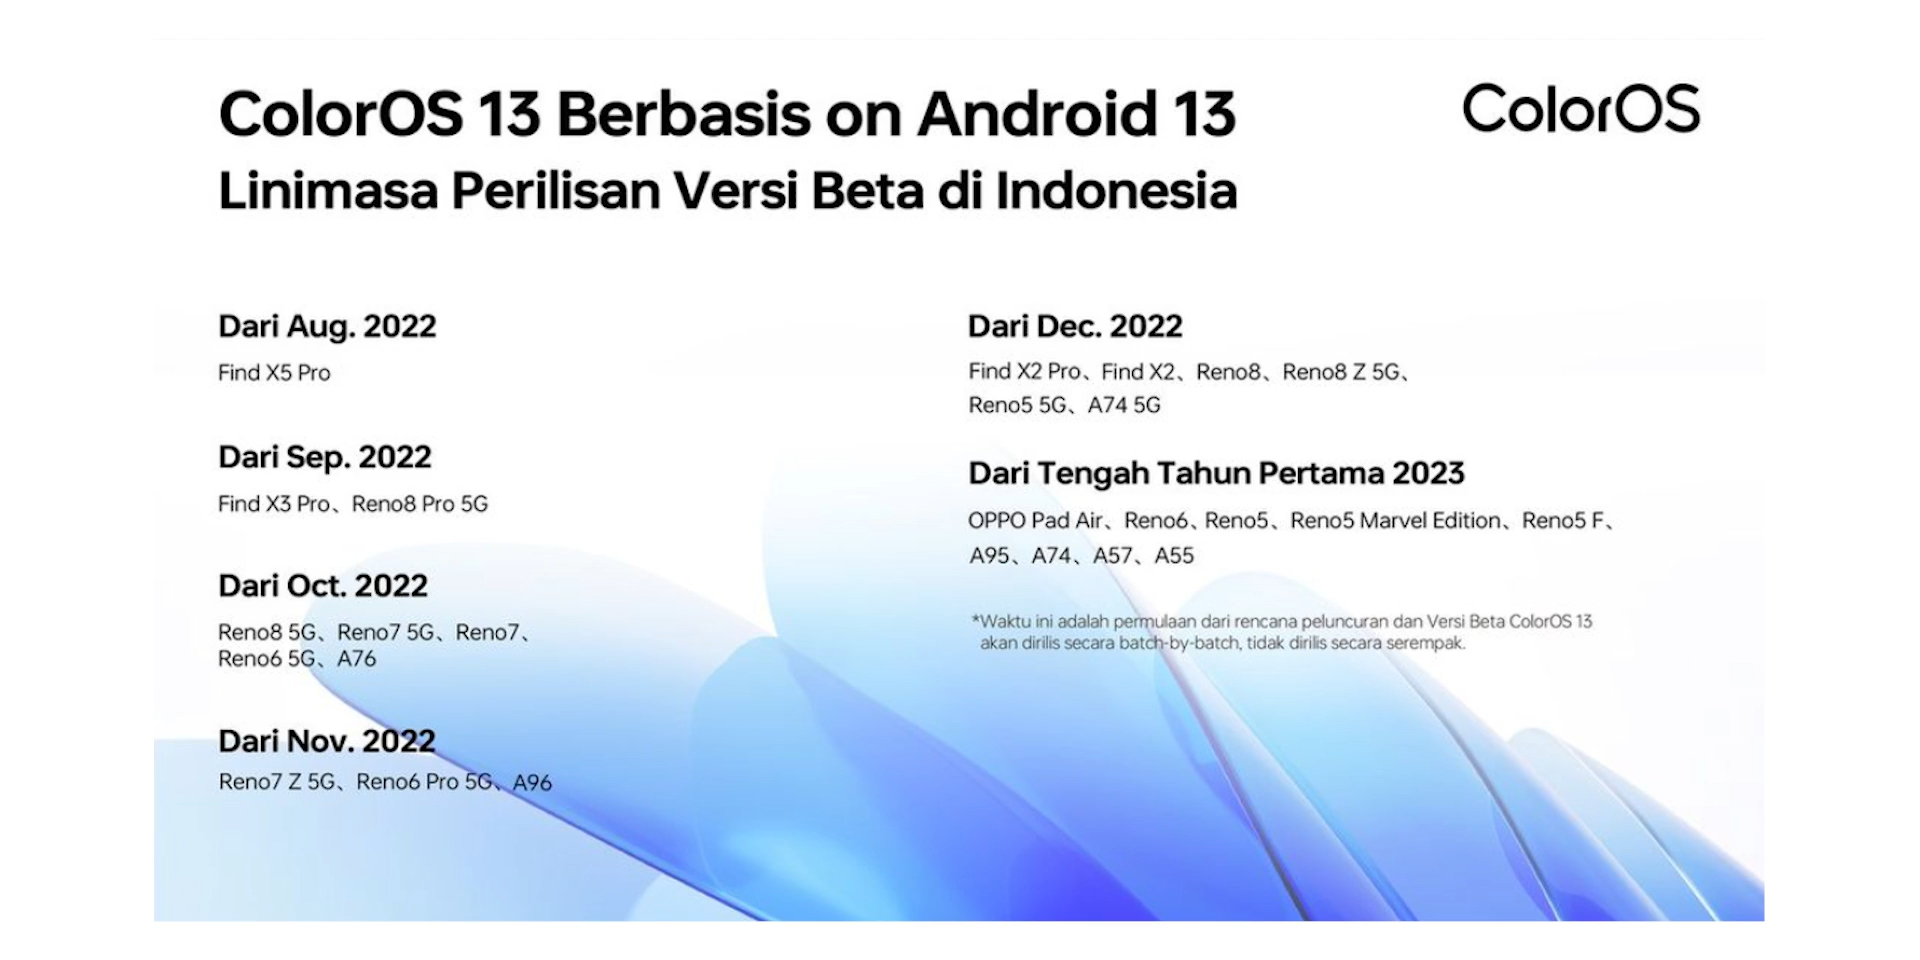 ColorOS 13 Berbasis on Android 13
Linimasa Perilisan Versi Beta di Indonesia
ColorOS
Dari Aug. 2022
Find X5 Pro
Dari Sep. 2022
Find X3 Pro、Reno8 Pro 5G
Dari Oct. 2022
Reno8 5G、Reno7 5G、Reno7、
Reno6 5G、A76
Dari Nov. 2022
Reno7 Z 5G、Reno6 Pro 5G、A96
Dari Dec. 2022
Find X2 Pro、Find X2、Reno8、Reno8 Z 5G、
Reno5 5G、A74 5G
Dari Tengah Tahun Pertama 2023
OPPO Pad Air、Reno6、Reno5、Reno5 Marvel Edition、Reno5 F、
A95、A74、A57、A55
*Waktu ini adalah permulaan dari rencana peluncuran dan Versi Beta ColorOS 13
akan dirilis secara batch-by-batch, tidak dirilis secara serempak.